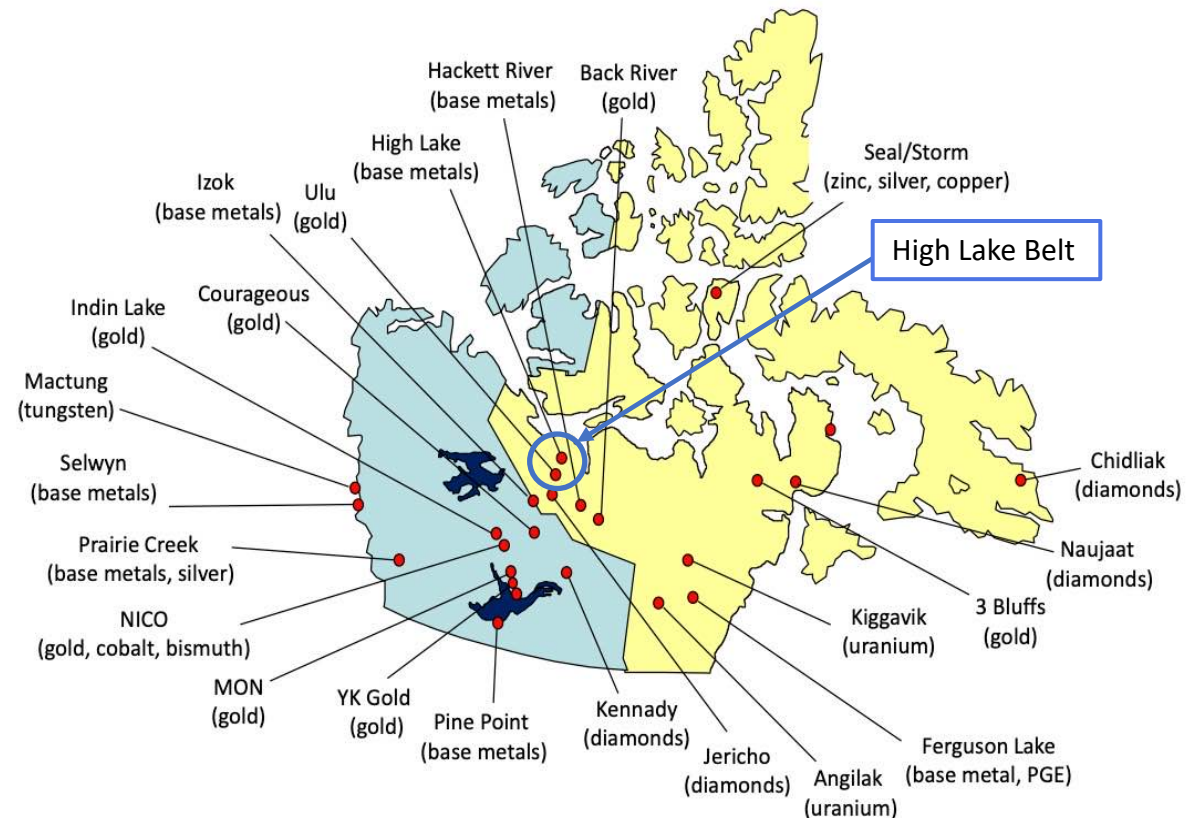 Hackett River
(base metals)
Back River
(gold)
High Lake
(base metals)
Seal/Storm
(zinc, silver, copper)
Izok
(base metals)
Ulu
(gold)
High Lake Belt
Courageous
(gold)
Indin Lake
(gold)
Mactung
(tungsten)
Selwyn
(base metals)
Chidliak
(diamonds)
Prairie Creek
(base metals, silver)
Naujaat
(diamonds)
3 Bluffs
(gold)
NICO
(gold, cobalt, bismuth)
Kiggavik
(uranium)
MON
(gold)
YK Gold
(gold)
Pine Point
(base metals)
Kennady
(diamonds)
Jericho
(diamonds)
Angilak
(uranium)
Ferguson Lake
(base metal, PGE)